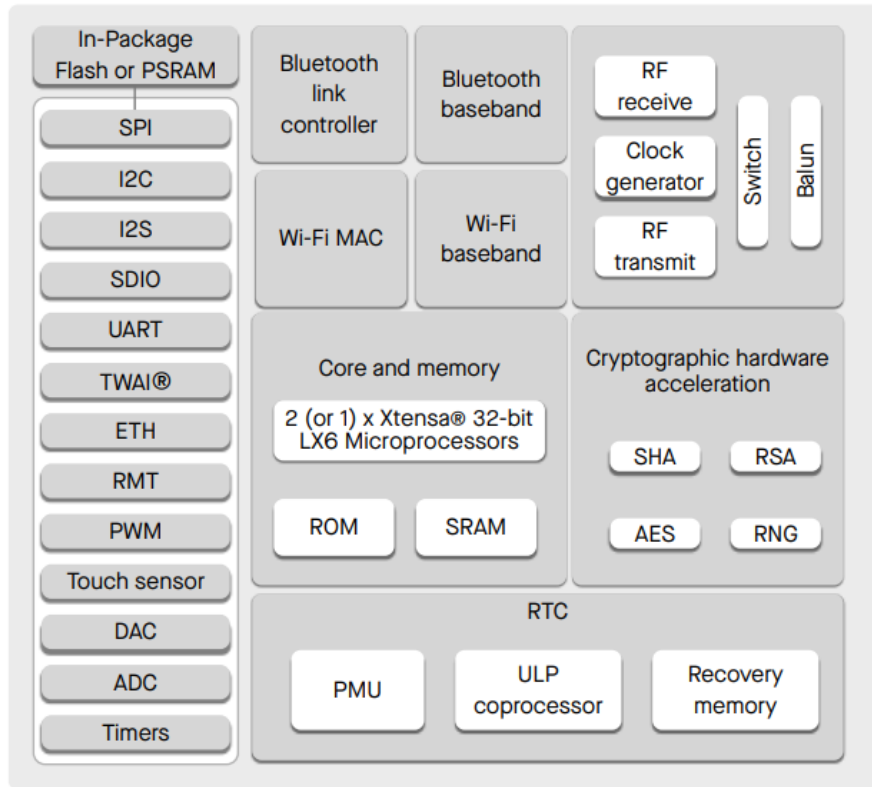 In-Package
Flash or PSRAM
SPI
I2C
I2S
SDIO
UART
TWAI®
ETH
RMT
PWM
Touch sensor
DAC
ADC
Timers
Bluetooth
link
controller
Bluetooth
baseband
Wi-Fi MAC
Wi-Fi
baseband
RF
receive
Clock
generator
RF
transmit
Switch
Balun
Core and memory
2 (or 1) x Xtensa® 32-bit
LX6 Microprocessors
ROM
SRAM
Cryptographic hardware
acceleration
SHA
RSA
AES
RNG
RTC
PMU
ULP
coprocessor
Recovery
memory